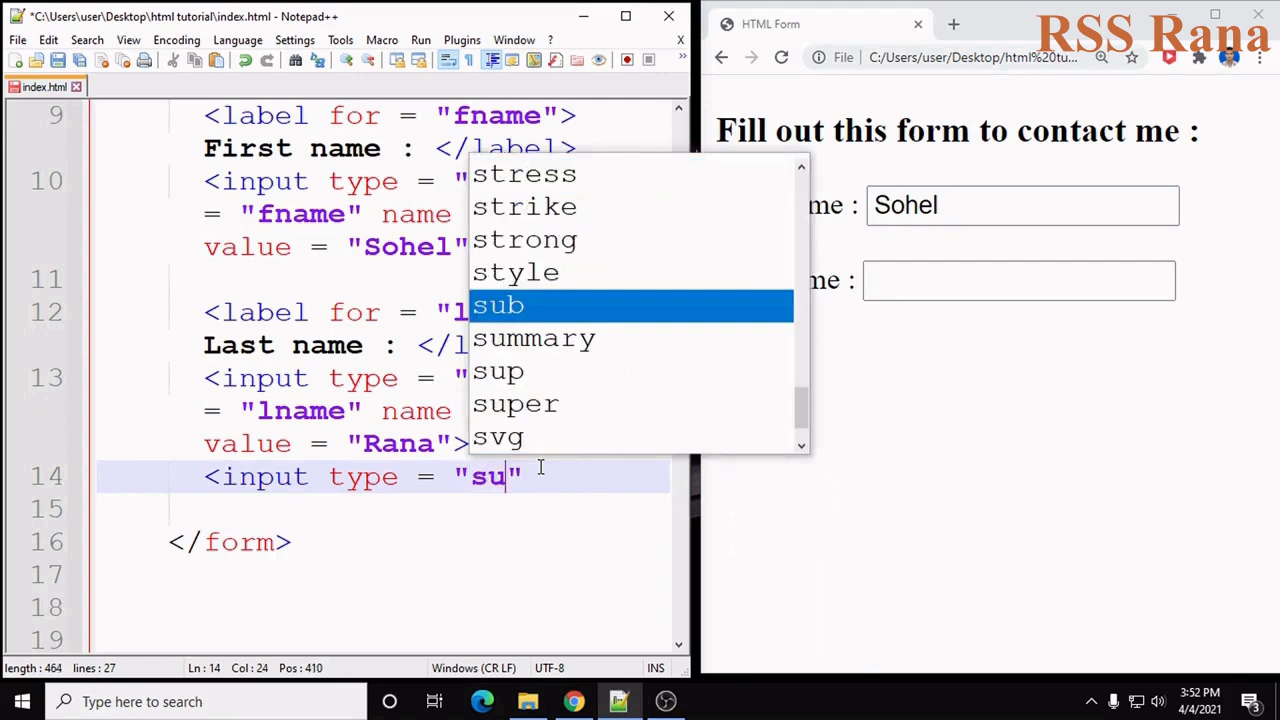 *C:\Users\user\Desktop\html tutorial\index.html - Notepad++
File Edit Search View Encoding Language Settings Tools Macro Run Plugins Window ? X
index.html
9 <label for = "fname">
First name : </label>
10 <input type = "
= "fname" name
value = "Sohel"
11
12 <label for = "l
Last name : </l
13 <input type = "
= "lname" name
value = "Rana">
14 <input type = "su"
15
16 </form>
17
18
19
stress
strike
strong
style
sub
summary
sup
super
svg
length : 464 lines : 27 Ln : 14 Col : 24 Pos : 410 Windows (CR LF) UTF-8 INS
HTML Form
RSS Rana
File C:/Users/user/Desktop/html%20tu...
Fill out this form to contact me :
me : Sohel
me :
Type here to search
3:52 PM
4/4/2021
3